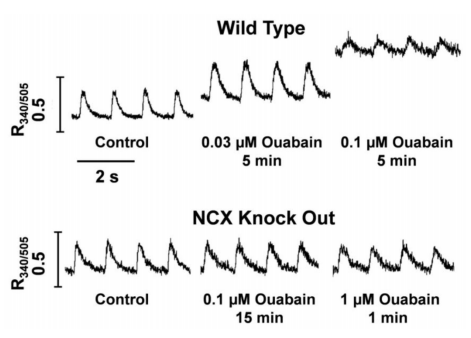 Wild Type
R340/505
0.5
Control
0.03 µM Ouabain
5 min
0.1 µM Ouabain
5 min
2 s
NCX Knock Out
R340/505
0.5
Control
0.1 µM Ouabain
15 min
1 µM Ouabain
1 min